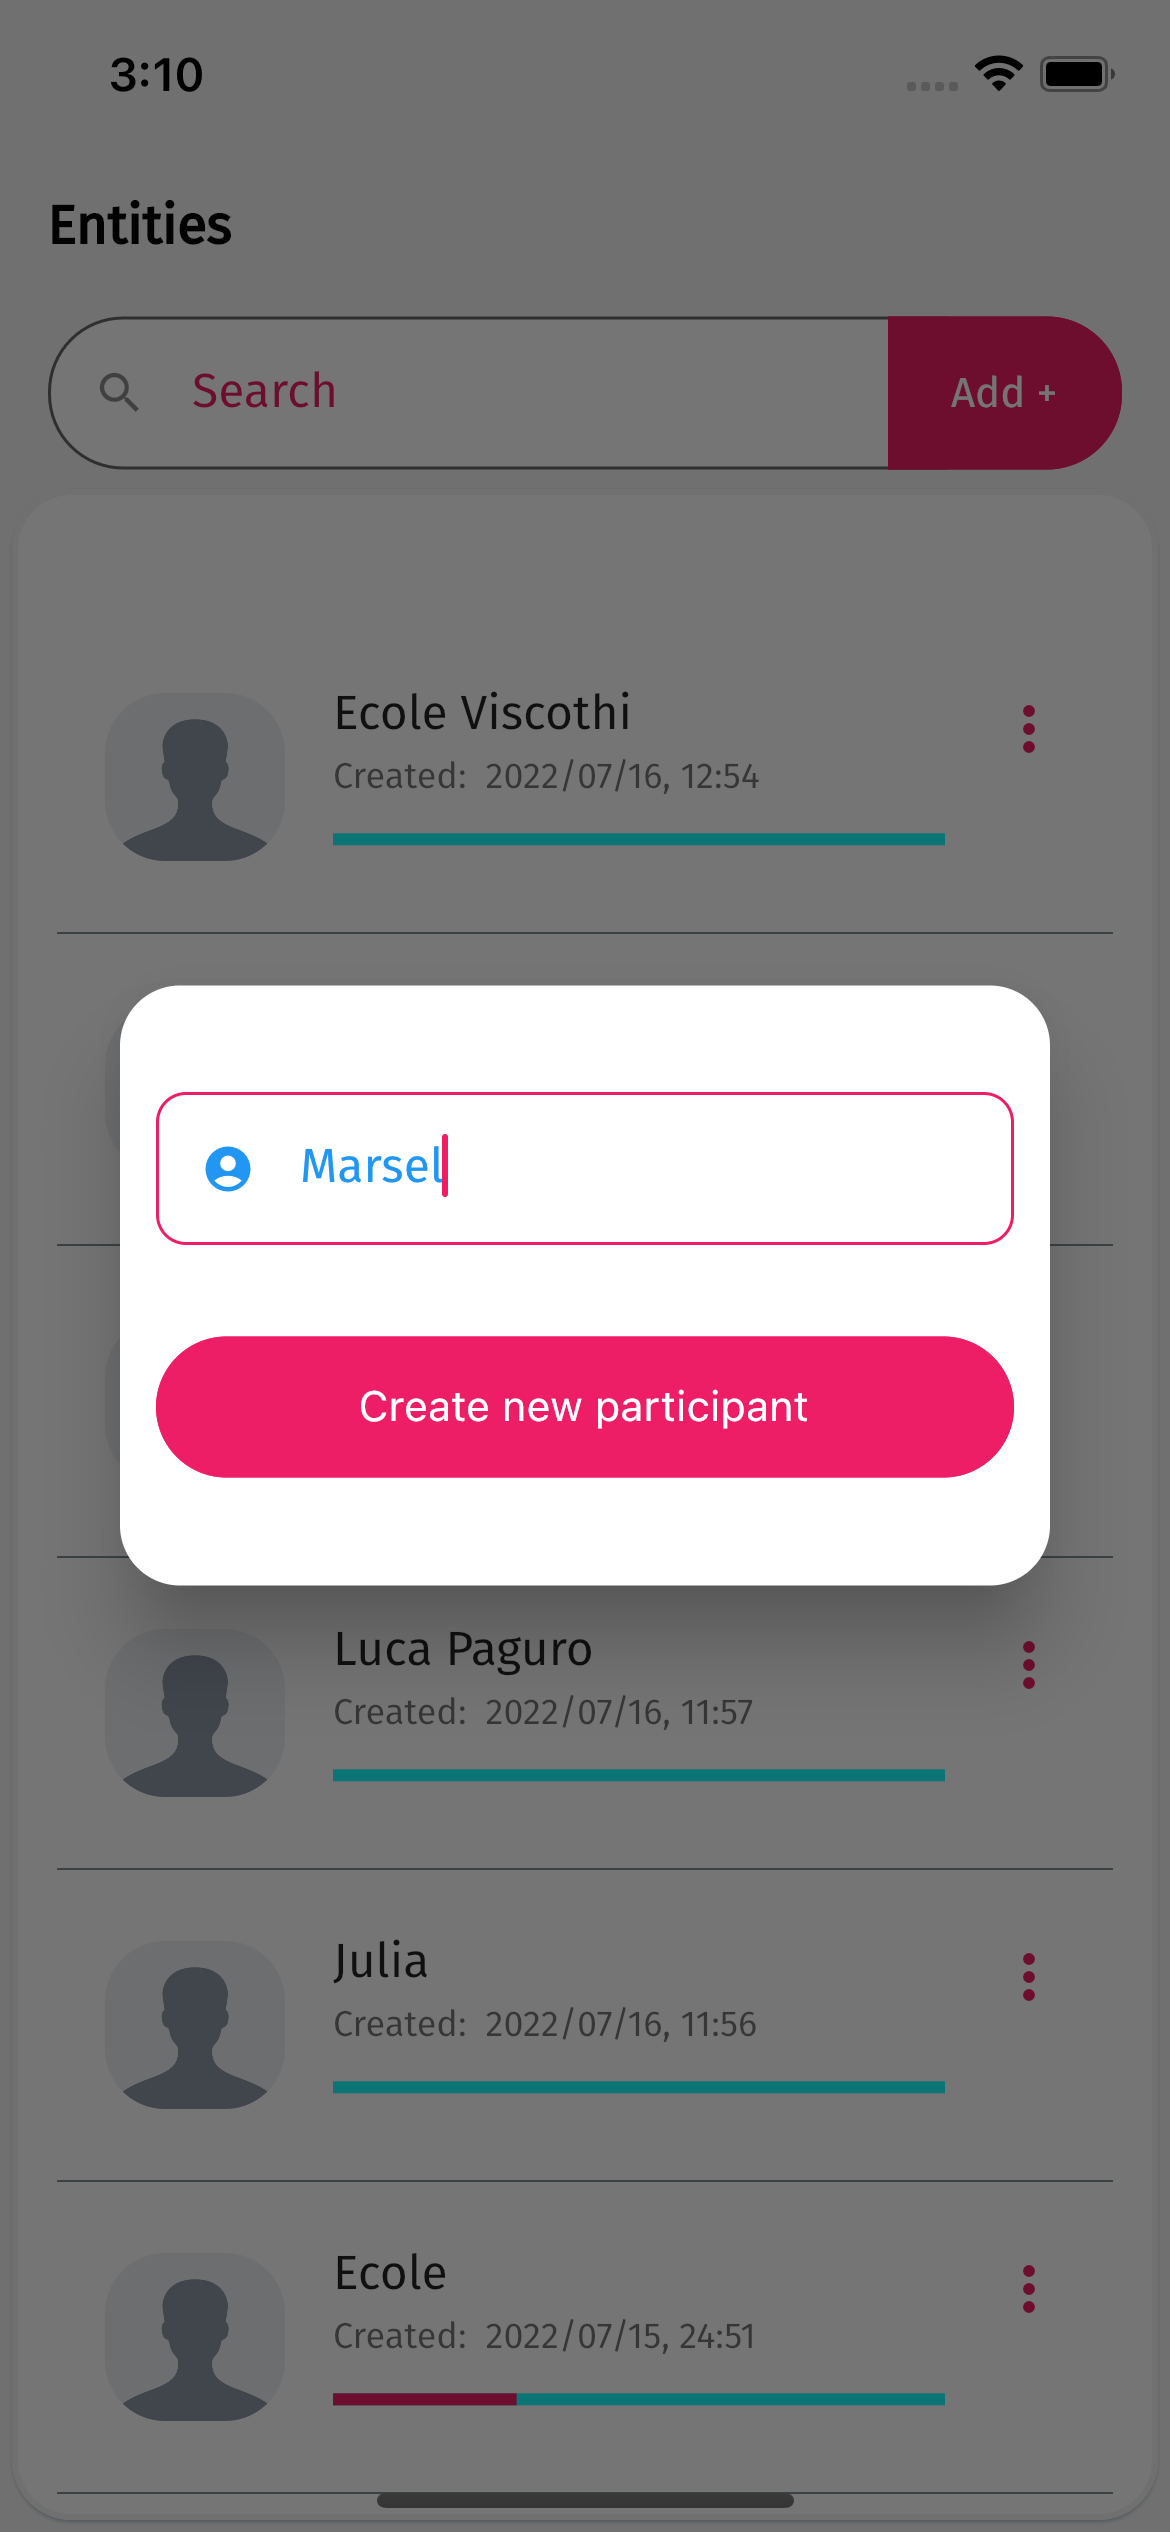 3:10
Entities
Search
Add +
Ecole Viscothi
Created: 2022/07/16, 12:54
Marsel
Create new participant
Luca Paguro
Created: 2022/07/16, 11:57
Julia
Created: 2022/07/16, 11:56
Ecole
Created: 2022/07/15, 24:51